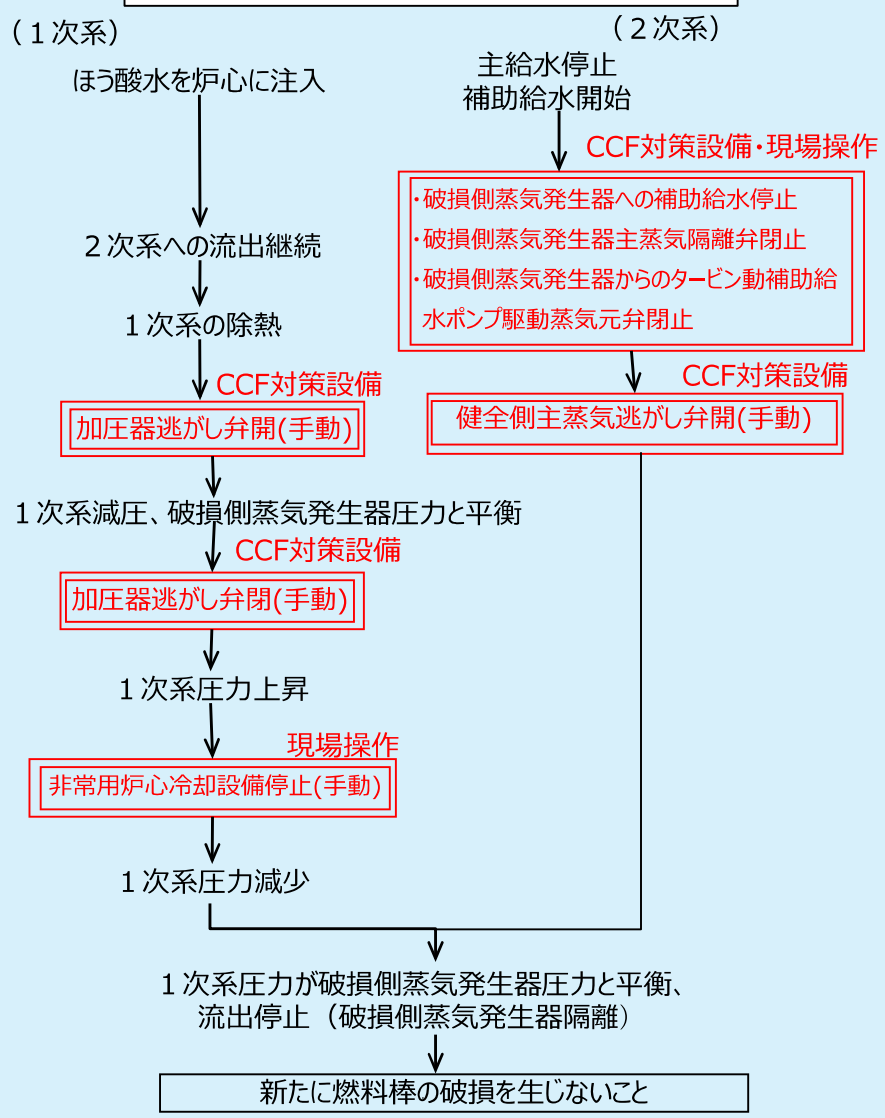 （１次系）
ほう酸水を炉心に注入
２次系への流出継続
１次系の除熱
CCF対策設備
加圧器逃がし弁開(手動)
１次系減圧、破損側蒸気発生器圧力と平衡
CCF対策設備
加圧器逃がし弁閉(手動)
１次系圧力上昇
現場操作
非常用炉心冷却設備停止(手動)
１次系圧力減少
（２次系）
主給水停止
補助給水開始
CCF対策設備・現場操作
・破損側蒸気発生器への補助給水停止
・破損側蒸気発生器主蒸気隔離弁閉止
・破損側蒸気発生器からのタービン動補助給
水ポンプ駆動蒸気元弁閉止
CCF対策設備
健全側主蒸気逃がし弁開(手動)
１次系圧力が破損側蒸気発生器圧力と平衡、
流出停止（破損側蒸気発生器隔離）
新たに燃料棒の破損を生じないこと